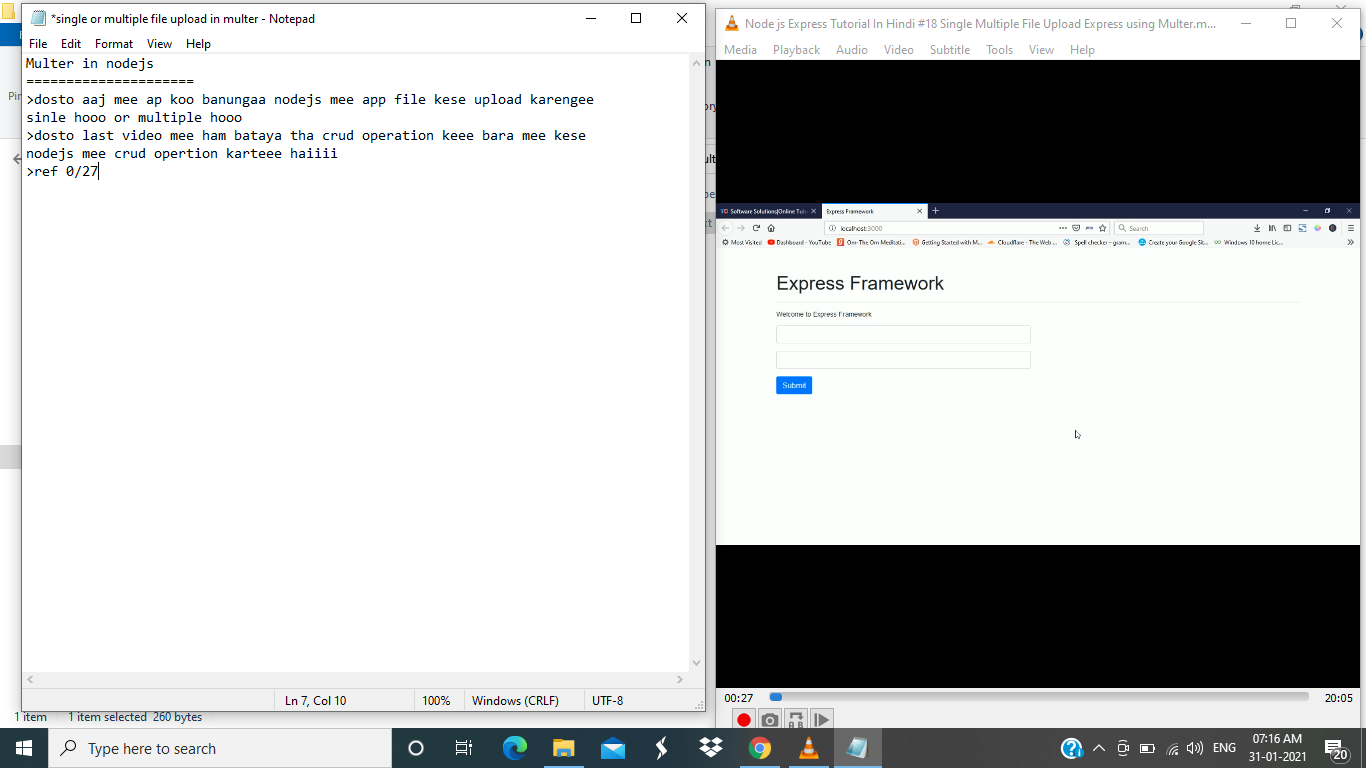 *single or multiple file upload in multer - Notepad
File Edit Format View Help
Multer in nodejs
=====================
>dosto aaj mee ap koo banungaa nodejs mee app file kese upload karengee
sinle hooo or multiple hooo
>dosto last video mee ham bataya tha crud operation keee bara mee kese
nodejs mee crud opertion karteee haiiii
>ref 0/27
Ln 7, Col 10 100% Windows (CRLF) UTF-8
1 item 1 item selected 260 bytes
Node js Express Tutorial In Hindi #18 Single Multiple File Upload Express using Multer.m...
Media Playback Audio Video Subtitle Tools View Help
Software Solutions|Online Tut Express Framework
localhost:3000 Search
Most Visited Dashboard - YouTube Om-The Om Meditati... Getting Started with M... Cloudflare - The Web ... Spell checker – gram... Create your Google Sit... Windows 10 home Lic...
Express Framework
Welcome to Express Framework
Submit
00:27 20:05
A B
Type here to search
ENG 07:16 AM
31-01-2021 20